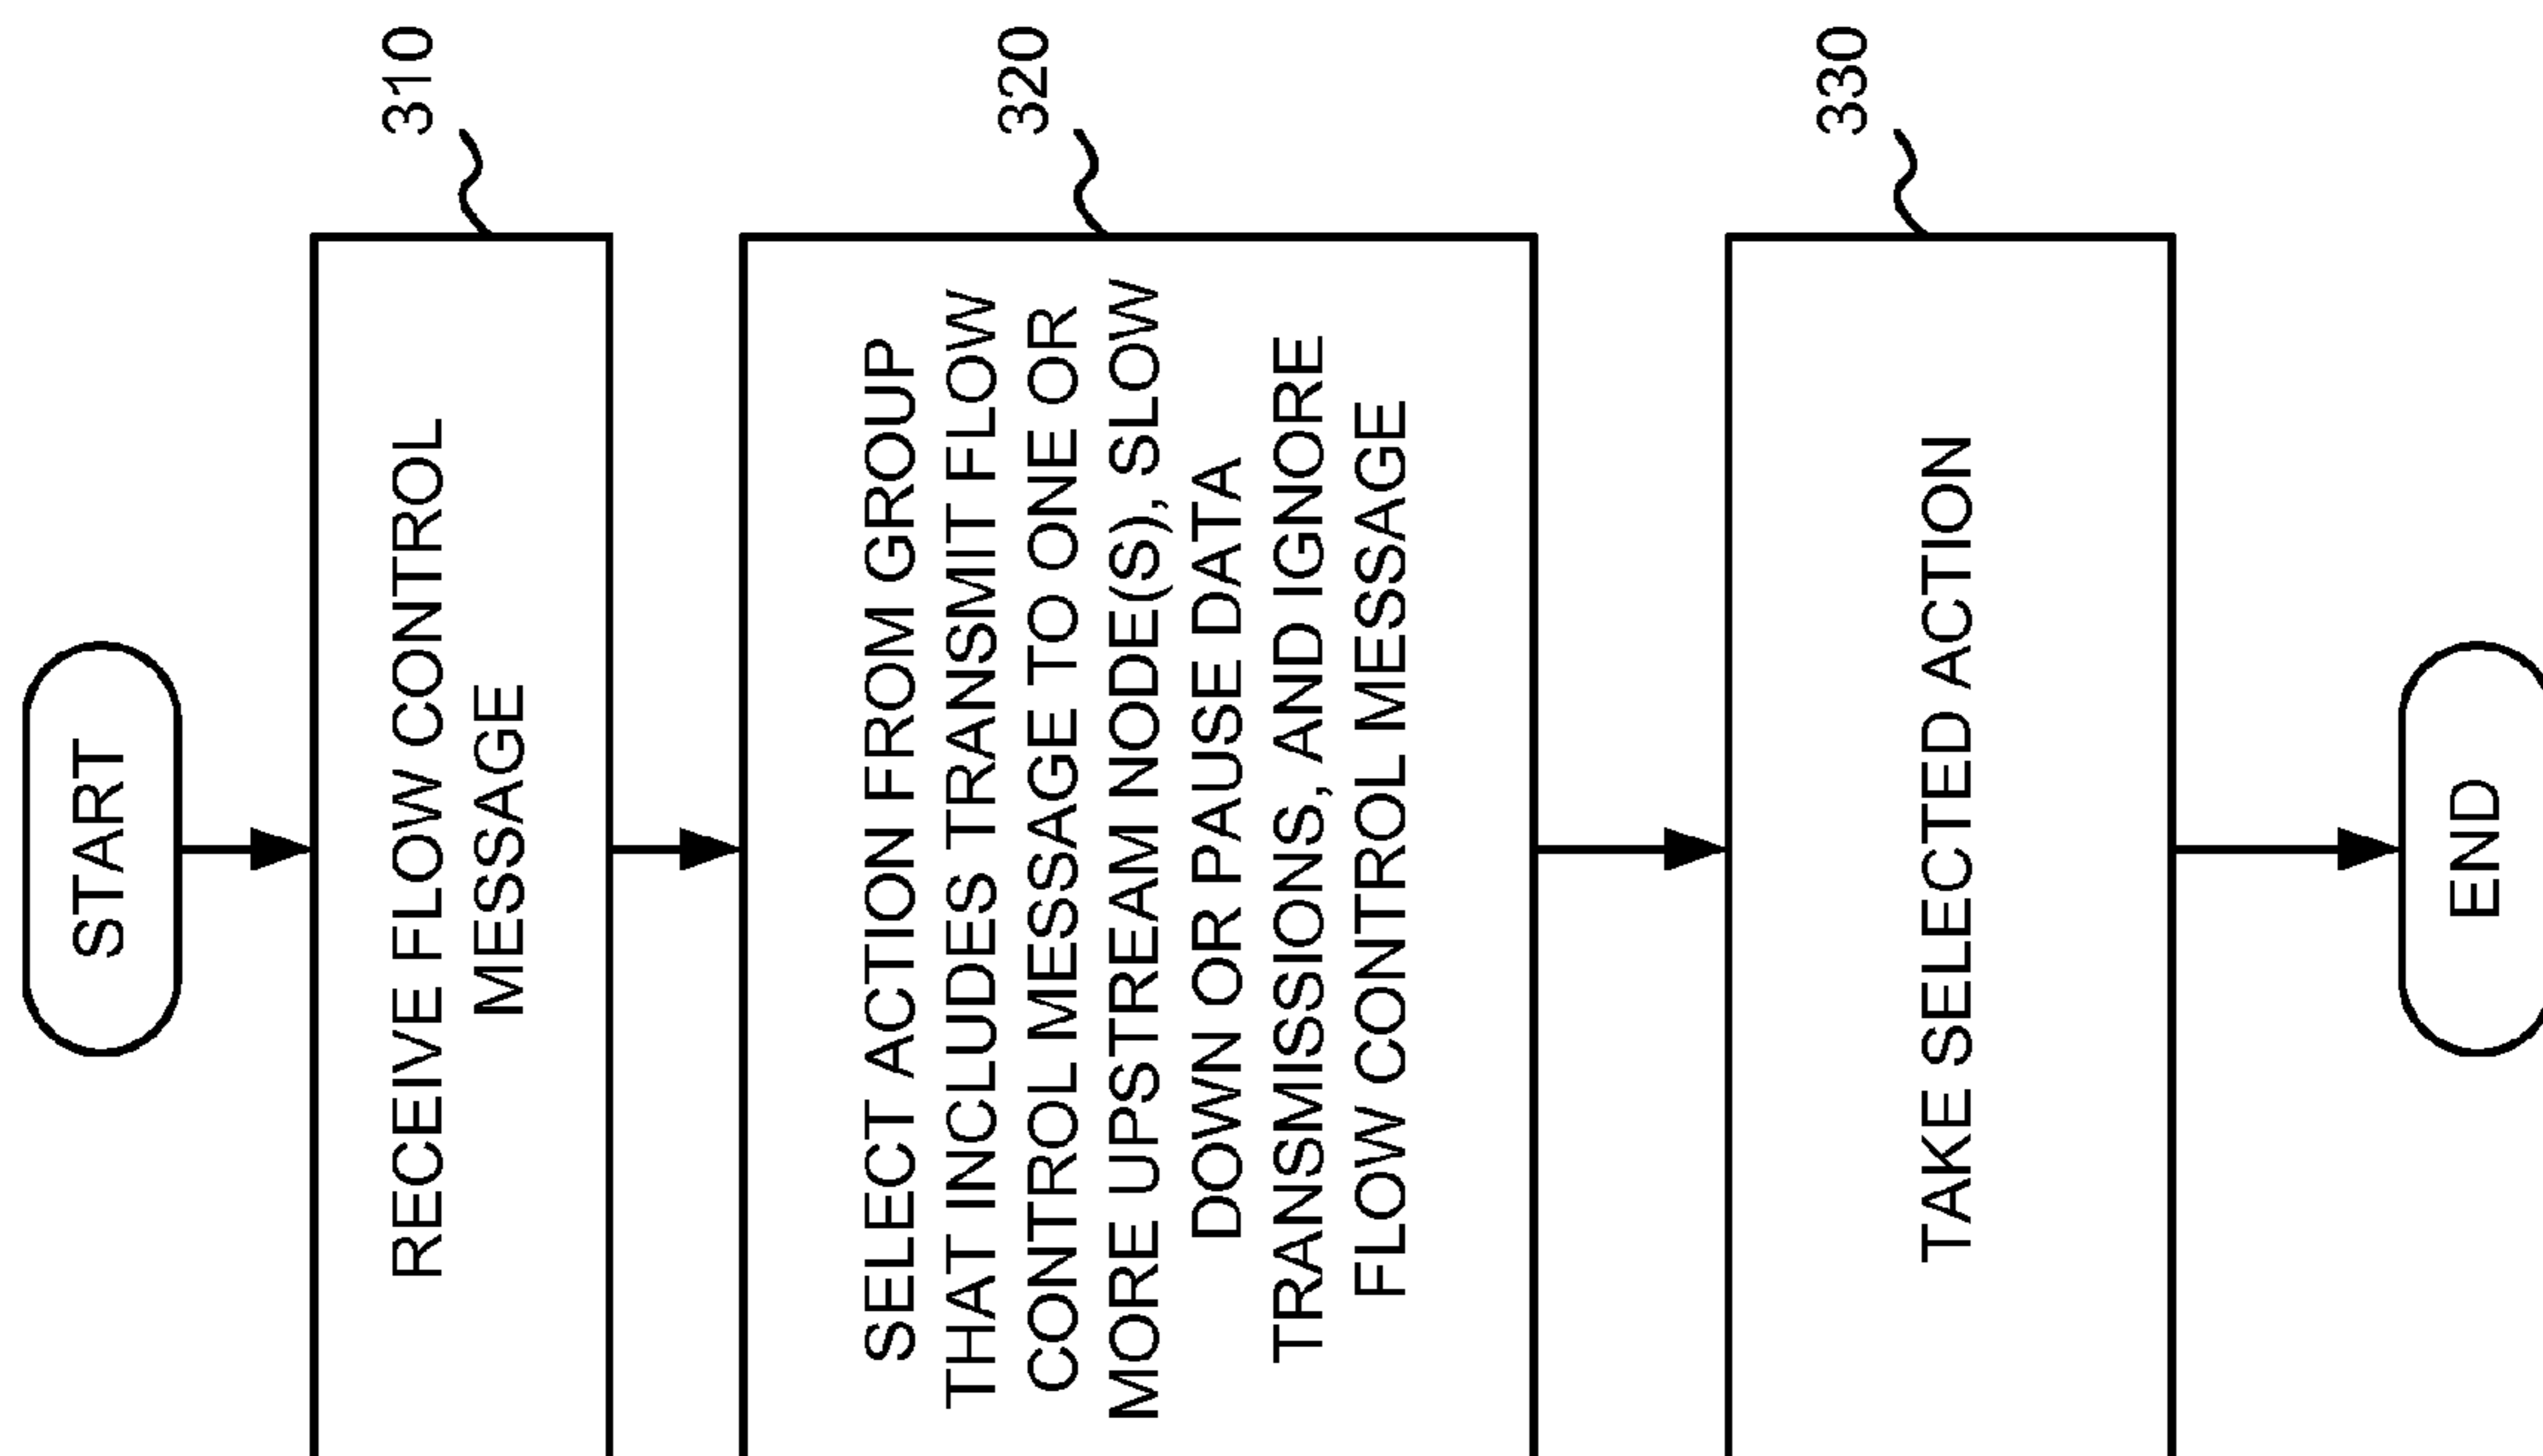 START
310
RECEIVE FLOW CONTROL
MESSAGE
320
SELECT ACTION FROM GROUP
THAT INCLUDES TRANSMIT FLOW
CONTROL MESSAGE TO ONE OR
MORE UPSTREAM NODE(S), SLOW
DOWN OR PAUSE DATA
TRANSMISSIONS, AND IGNORE
FLOW CONTROL MESSAGE
330
TAKE SELECTED ACTION
END